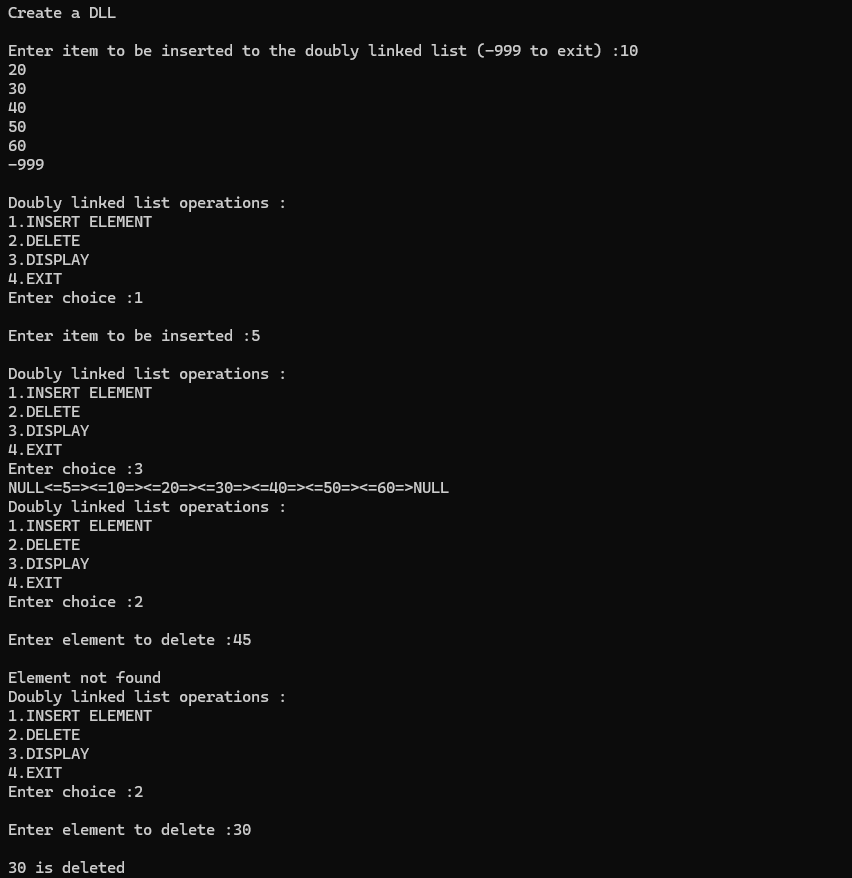 Create a DLL
Enter item to be inserted to the doubly linked list (-999 to exit) :10
20
30
40
50
60
-999
Doubly linked list operations :
1.INSERT ELEMENT
2.DELETE
3.DISPLAY
4.EXIT
Enter choice :1
Enter item to be inserted :5
Doubly linked list operations :
1.INSERT ELEMENT
2.DELETE
3.DISPLAY
4.EXIT
Enter choice :3
NULL<=5=><=10=><=20=><=30=><=40=><=50=><=60=>NULL
Doubly linked list operations :
1.INSERT ELEMENT
2.DELETE
3.DISPLAY
4.EXIT
Enter choice :2
Enter element to delete :45
Element not found
Doubly linked list operations :
1.INSERT ELEMENT
2.DELETE
3.DISPLAY
4.EXIT
Enter choice :2
Enter element to delete :30
30 is deleted